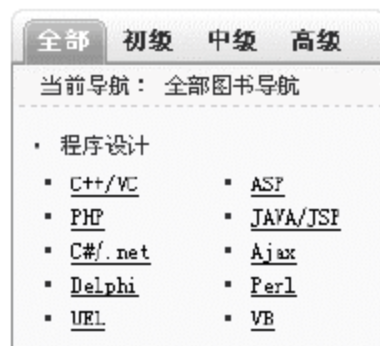 全部 初级 中级 高级
当前导航： 全部图书导航
· 程序设计
▪ C++/VC ▪ ASP
▪ PHP ▪ JAVA/JSP
▪ C#/.net ▪ Ajax
▪ Delphi ▪ Perl
▪ UEL ▪ VB